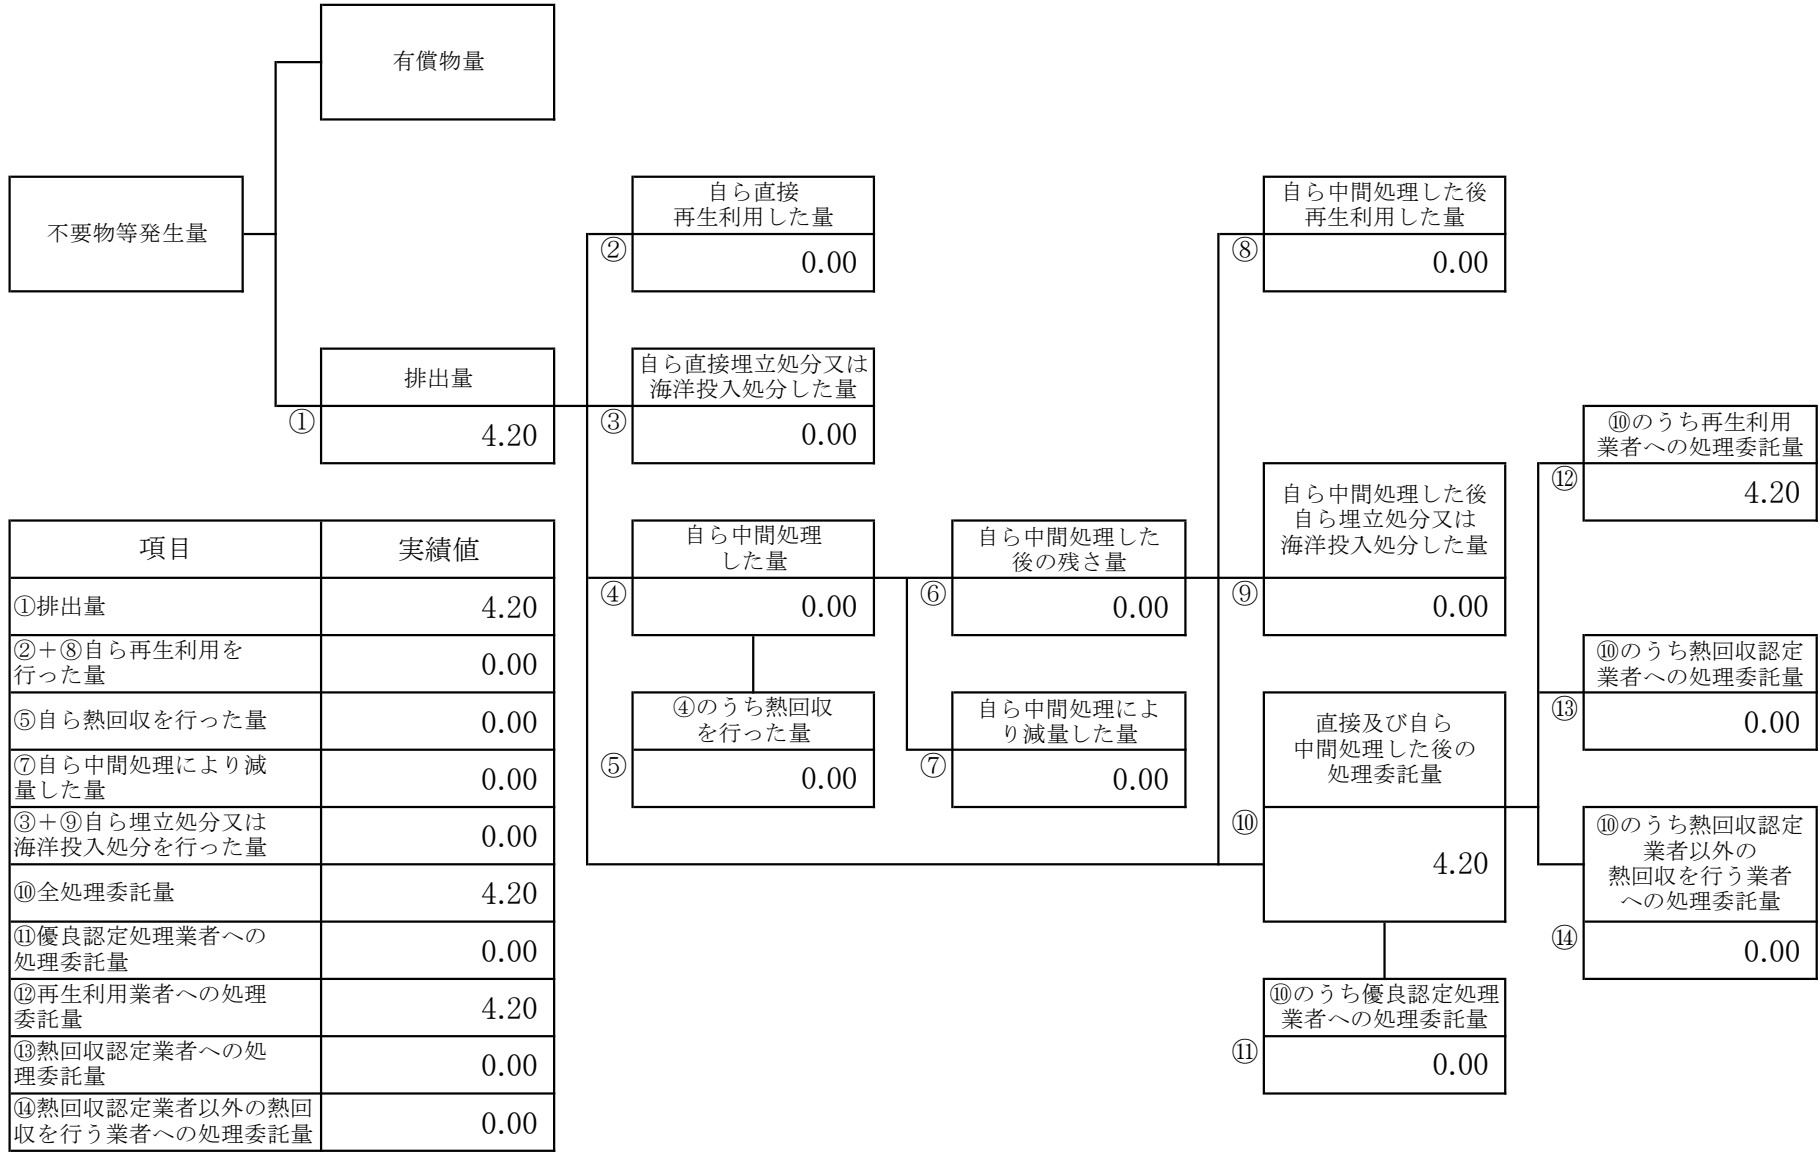 有償物量
不要物等発生量
自ら直接
再生利用した量
②
0.00
自ら中間処理した後
再生利用した量
⑧
0.00
排出量
①
4.20
自ら直接埋立処分又は
海洋投入処分した量
③
0.00
⑩のうち再生利用
業者への処理委託量
⑫
4.20
自ら中間処理
した量
④
0.00
自ら中間処理した
後の残さ量
⑥
0.00
自ら中間処理した後
自ら埋立処分又は
海洋投入処分した量
⑨
0.00
⑩のうち熱回収認定
業者への処理委託量
⑬
0.00
④のうち熱回収
を行った量
⑤
0.00
自ら中間処理によ
り減量した量
⑦
0.00
直接及び自ら
中間処理した後の
処理委託量
⑩
4.20
⑩のうち熱回収認定
業者以外の
熱回収を行う業者
への処理委託量
⑭
0.00
⑩のうち優良認定処理
業者への処理委託量
⑪
0.00
項目 実績値
①排出量 4.20
②＋⑧自ら再生利用を
行った量 0.00
⑤自ら熱回収を行った量 0.00
⑦自ら中間処理により減
量した量 0.00
③＋⑨自ら埋立処分又は
海洋投入処分を行った量 0.00
⑩全処理委託量 4.20
⑪優良認定処理業者への
処理委託量 0.00
⑫再生利用業者への処理
委託量 4.20
⑬熱回収認定業者への処
理委託量 0.00
⑭熱回収認定業者以外の熱回
収を行う業者への処理委託量 0.00